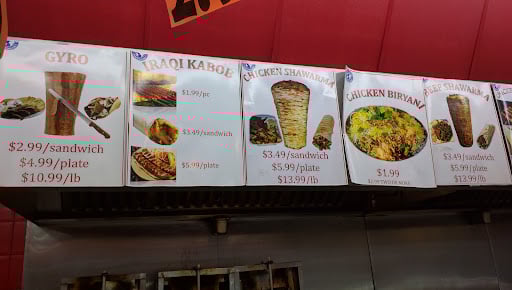 GYRO
$2.99/sandwich
$4.99/plate
$10.99/lb
IRAQI KABOB
$1.99/pc
$3.49/sandwich
$5.99/plate
CHICKEN SHAWARMA
$3.49/sandwich
$5.99/plate
$13.99/lb
CHICKEN BIRYANI
$1.99
BEEF SHAWARMA
$3.49/sandwich
$5.99/plate
$13.99/lb